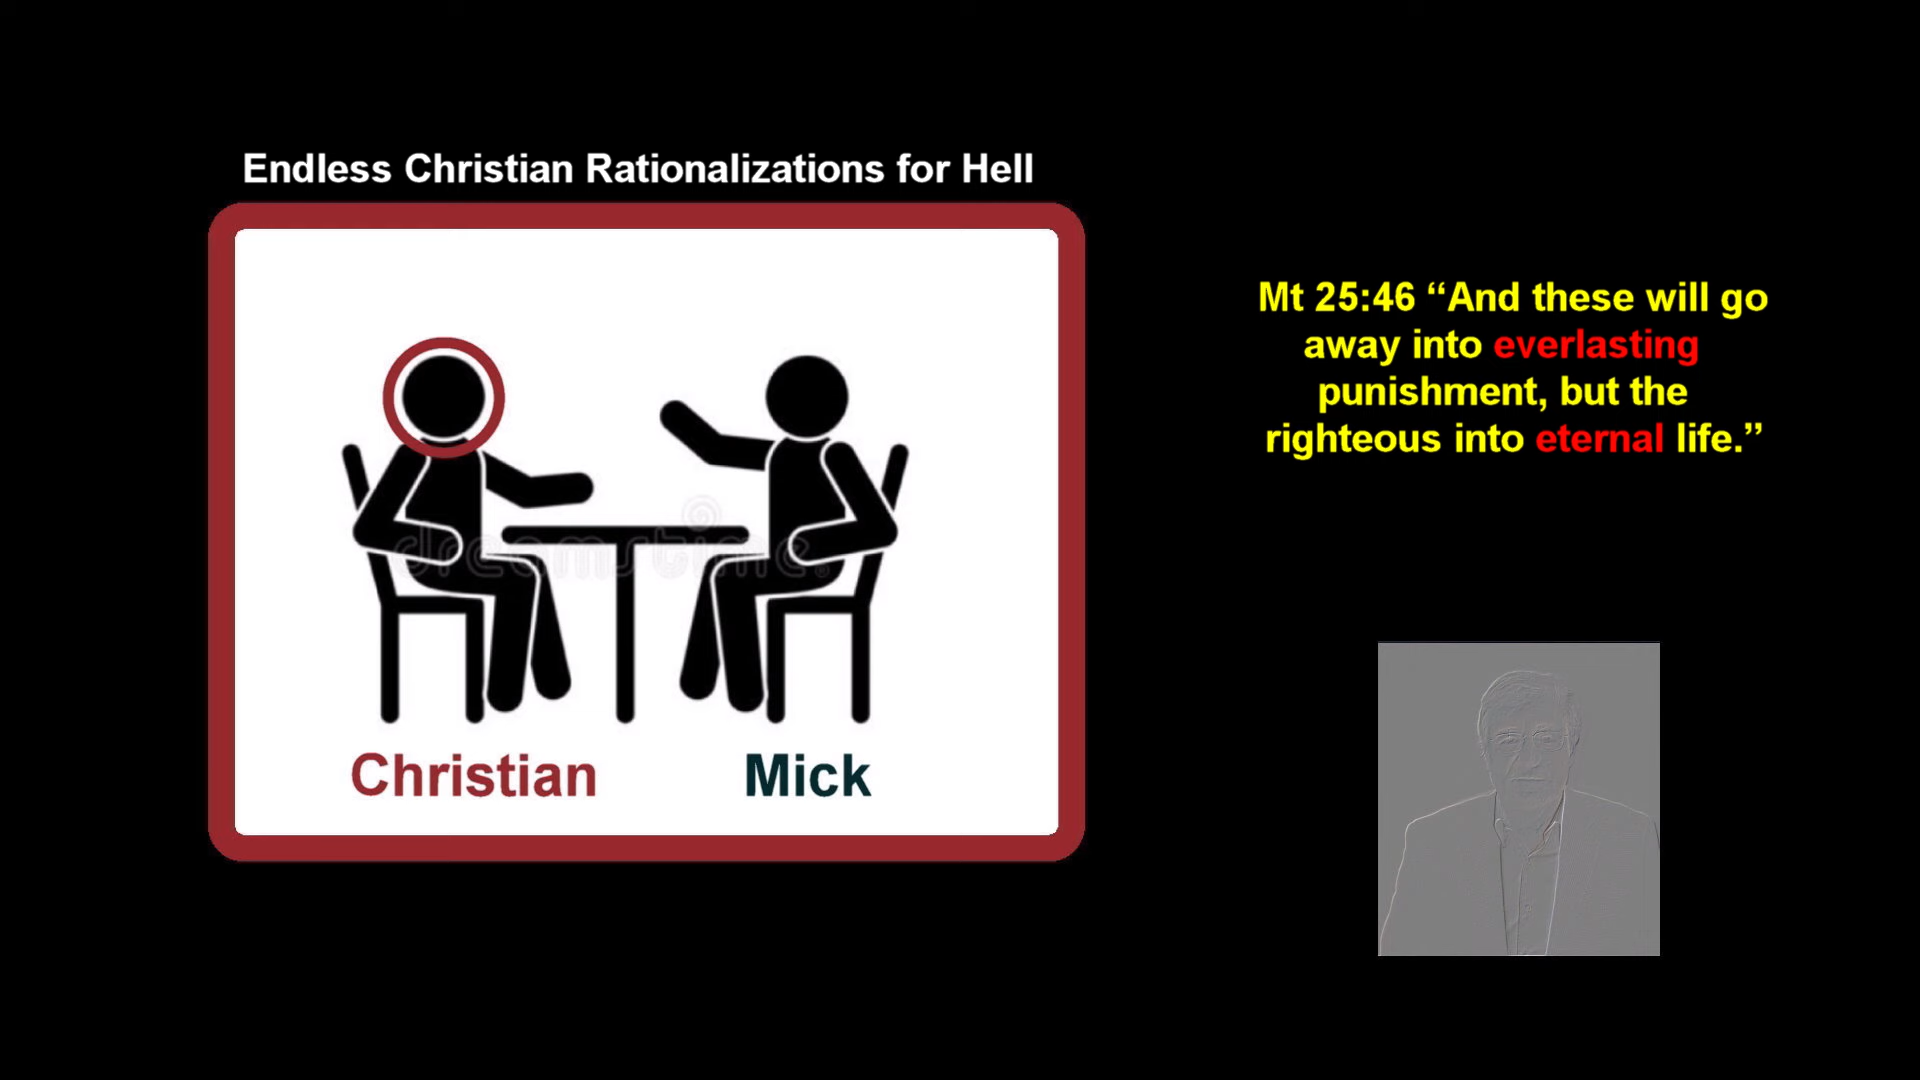 Endless Christian Rationalizations for Hell
Mt 25:46 “And these will go
away into everlasting
punishment, but the
righteous into eternal life.”
dreamstime
Christian
Mick